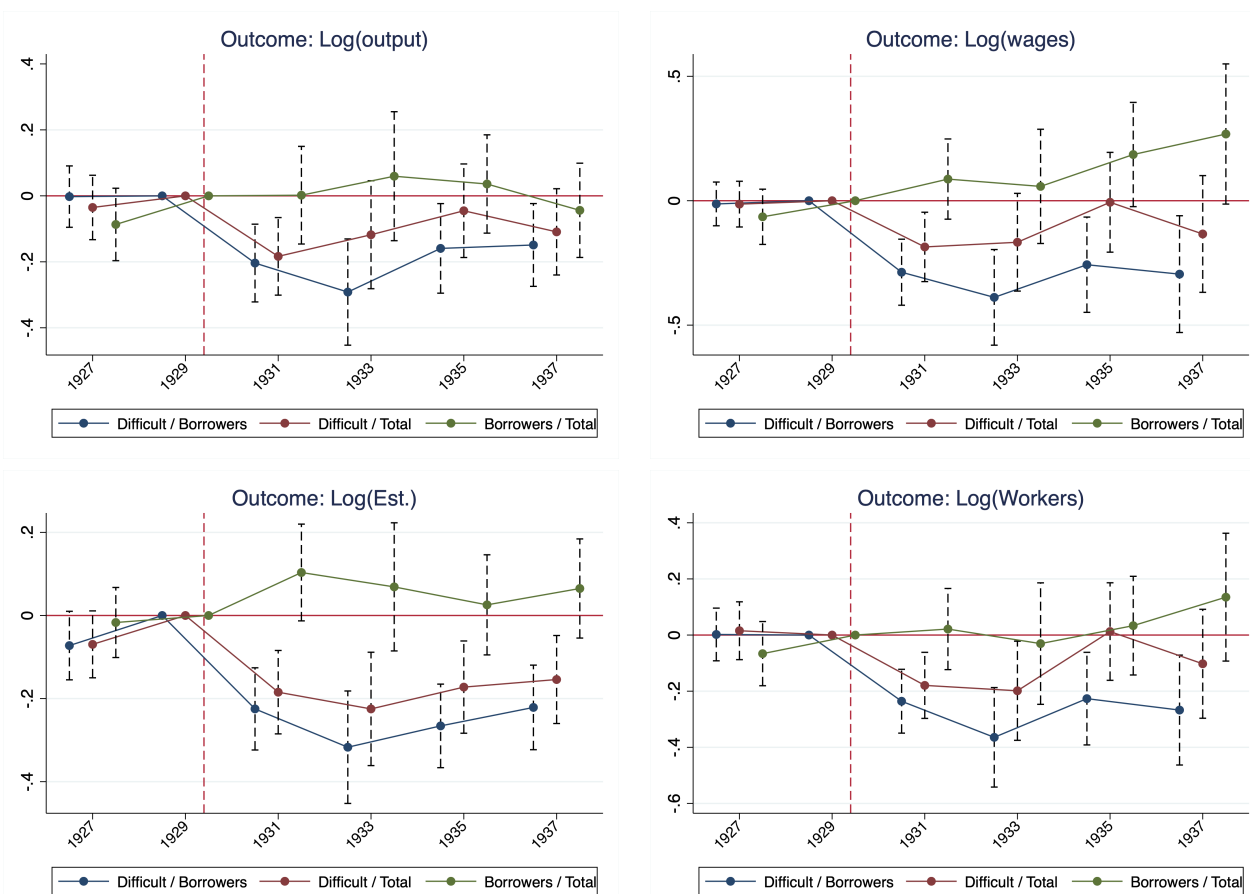 Outcome: Log(output)
.4
.2
0
-.2
-.4
1927 1929 1931 1933 1935 1937
Difficult / Borrowers Difficult / Total Borrowers / Total
Outcome: Log(wages)
.5
0
-.5
1927 1929 1931 1933 1935 1937
Difficult / Borrowers Difficult / Total Borrowers / Total
Outcome: Log(Est.)
.2
0
-.2
-.4
1927 1929 1931 1933 1935 1937
Difficult / Borrowers Difficult / Total Borrowers / Total
Outcome: Log(Workers)
.4
.2
0
-.2
-.4
-.6
1927 1929 1931 1933 1935 1937
Difficult / Borrowers Difficult / Total Borrowers / Total